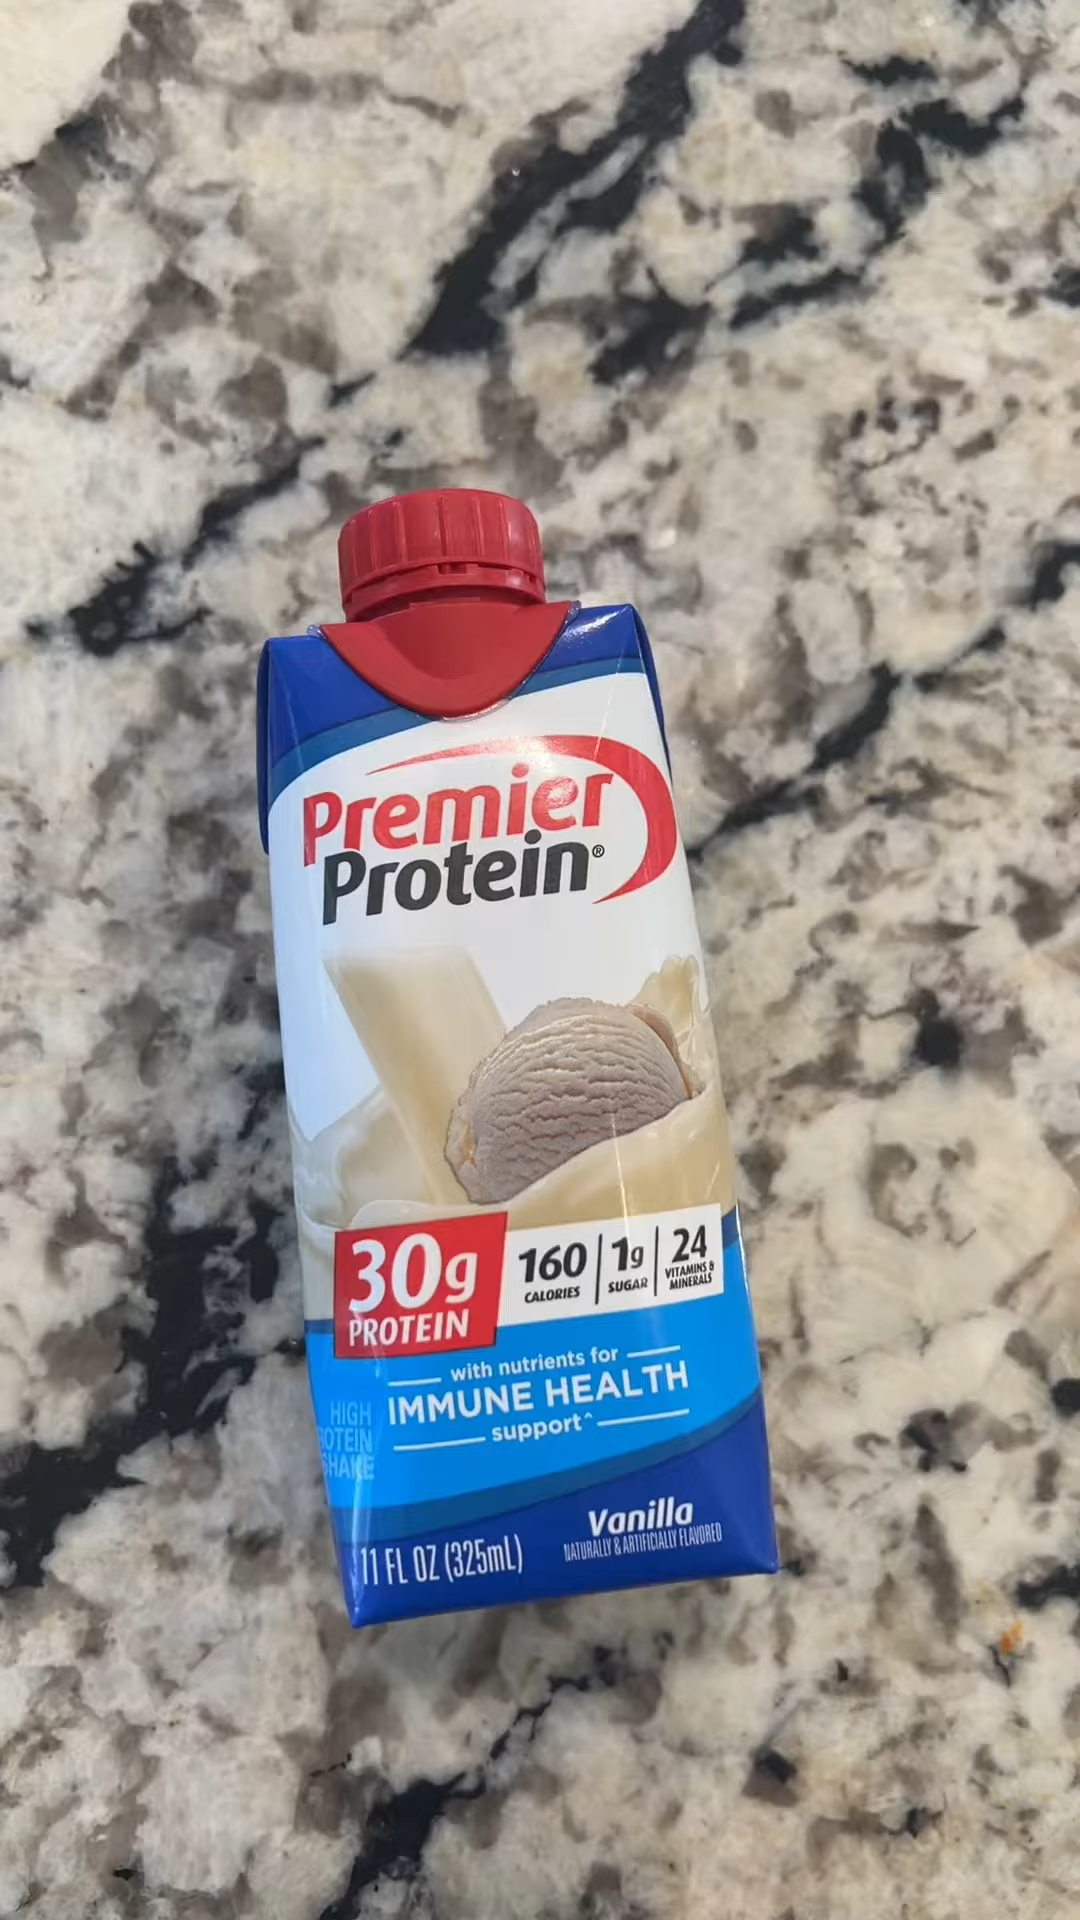 Premier
Protein®
30g
PROTEIN
160
CALORIES
1g
SUGAR
24
VITAMINS &
MINERALS
with nutrients for
IMMUNE HEALTH
support^
HIGH
SHAKE
Vanilla
NATURALLY & ARTIFICIALLY FLAVORED
11 FL OZ (325mL)